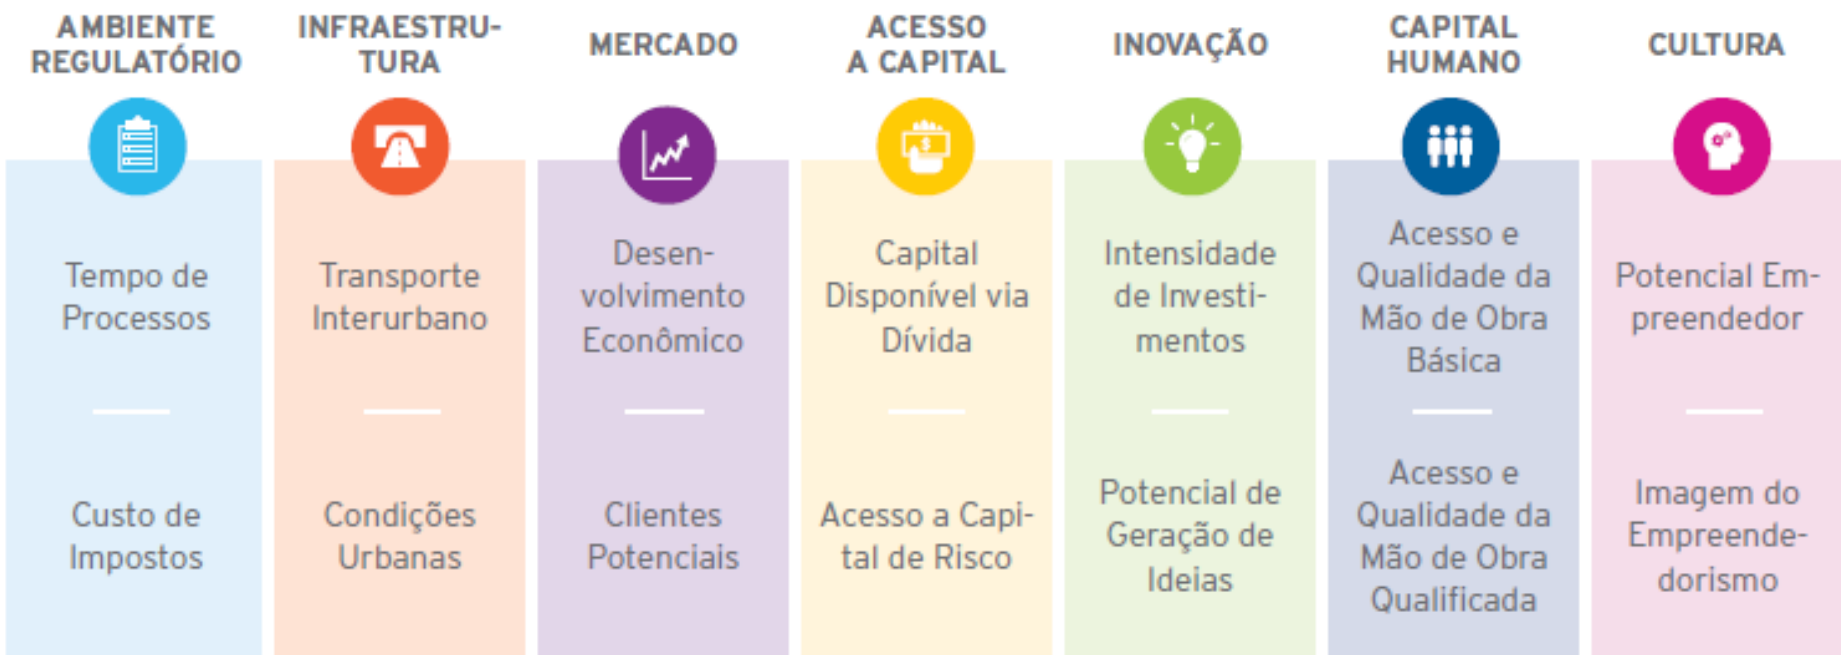 AMBIENTE
REGULATÓRIO
INFRAESTRU-
TURA
MERCADO
ACESSO
A CAPITAL
INOVAÇÃO
CAPITAL
HUMANO
CULTURA
$
Tempo de
Processos
Custo de
Impostos
Transporte
Interurbano
Condições
Urbanas
Desen-
volvimento
Econômico
Clientes
Potenciais
Capital
Disponível via
Dívida
Acesso a Capi-
tal de Risco
Intensidade
de Investi-
mentos
Potencial de
Geração de
Ideias
Acesso e
Qualidade da
Mão de Obra
Básica
Acesso e
Qualidade da
Mão de Obra
Qualificada
Potencial Em-
preendedor
Imagem do
Empreende-
dorismo